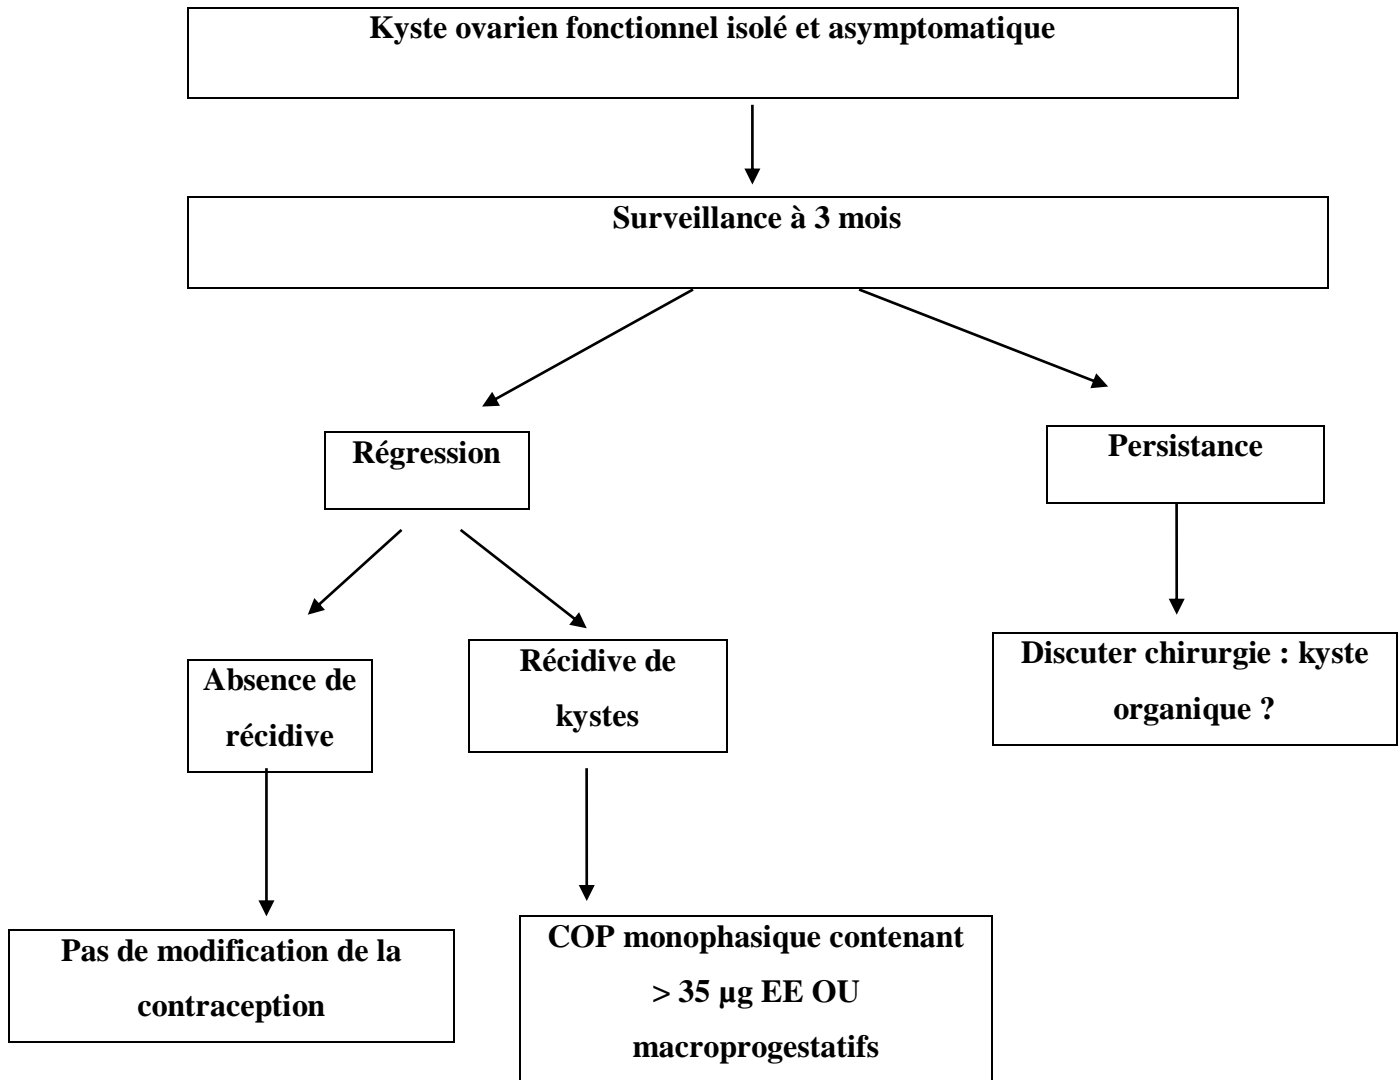 Kyste ovarien fonctionnel isolé et asymptomatique
Surveillance à 3 mois
Régression
Persistance
Absence de
récidive
Récidive de
kystes
Discuter chirurgie : kyste
organique ?
Pas de modification de la
contraception
COP monophasique contenant
> 35 µg EE OU
macroprogestatifs